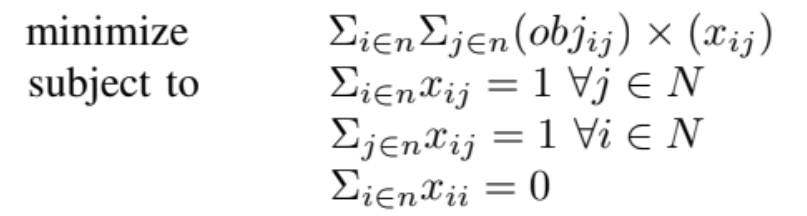 minimize Σ_{i∈n}Σ_{j∈n}(obj_{ij}) × (x_{ij})
subject to Σ_{i∈n}x_{ij} = 1 ∀j ∈ N
Σ_{j∈n}x_{ij} = 1 ∀i ∈ N
Σ_{i∈n}x_{ii} = 0